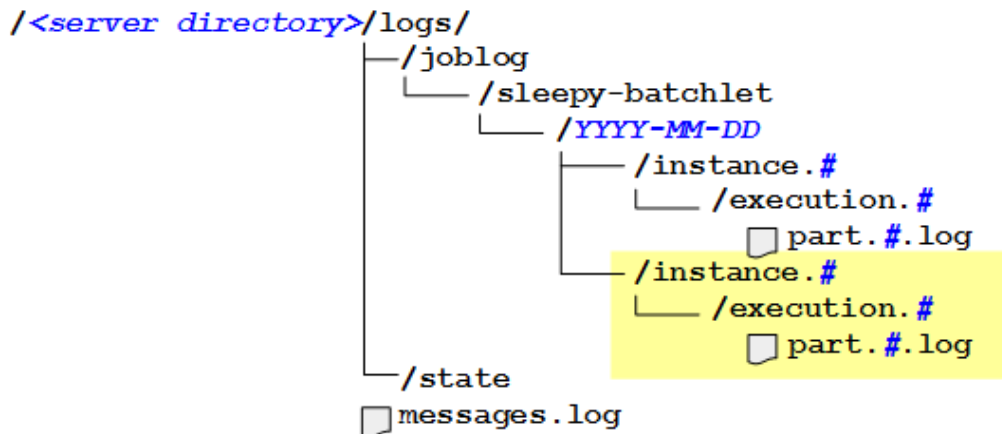 /<server directory>/logs/
/joblog
/sleepy-batchlet
/YYYY-MM-DD
/instance.#
/execution.#
part.#.log
/instance.#
/execution.#
part.#.log
/state
messages.log